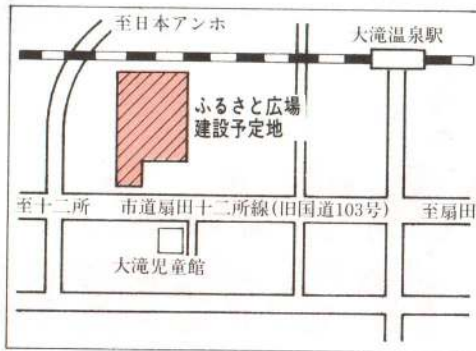 至日本アンホ
大滝温泉駅
ふるさと広場
建設予定地
至十二所 市道扇田十二所線(旧国道103号) 至扇田
大滝児童館